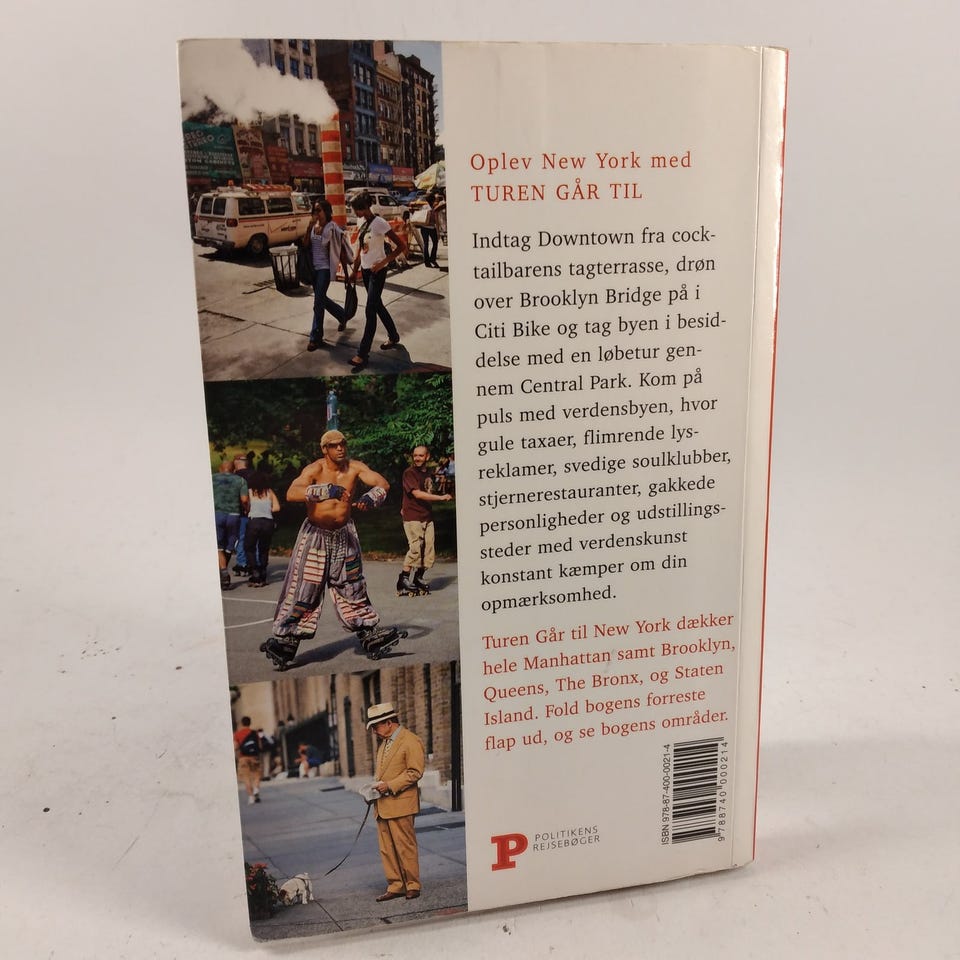 Oplev New York med
TUREN GÅR TIL
Indtag Downtown fra cock-
tailbarens tagterrasse, drøn
over Brooklyn Bridge på i
Citi Bike og tag byen i besid-
delse med en løbetur gen-
nem Central Park. Kom på
puls med verdensbyen, hvor
gule taxaer, flimrende lys-
reklamer, svedige soulklubber,
stjernerestauranter, gakkede
personligheder og udstillings-
steder med verdenskunst
konstant kæmper om din
opmærksomhed.
Turen Går til New York dækker
hele Manhattan samt Brooklyn,
Queens, The Bronx, og Staten
Island. Fold bogens forreste
flap ud, og se bogens områder.
ISBN 978-87-400-0021-4
9 788740 000214
P
POLITIKENS
REJSEBØGER